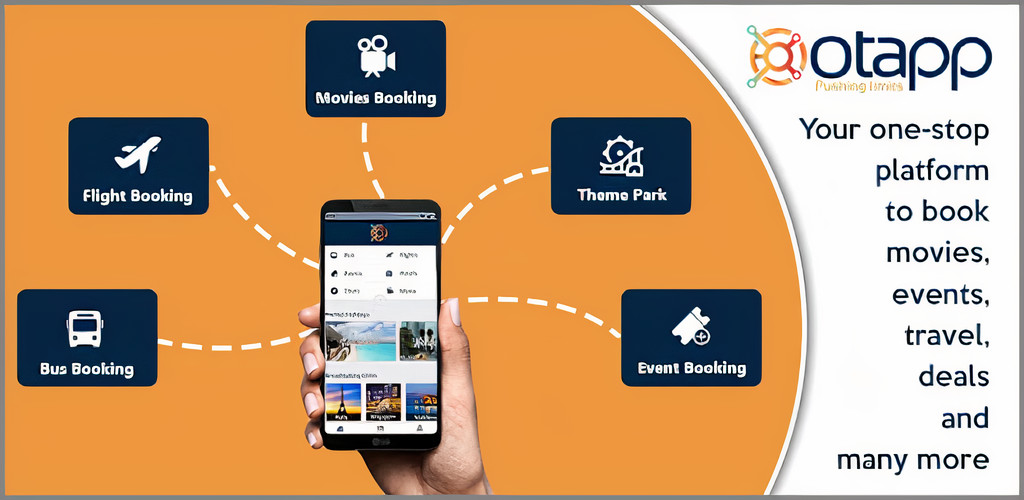 Movies Booking
Flight Booking
Theme Park
Bus Booking
Event Booking
otapp
Pushing limits
Your one-stop
platform
to book
movies,
events,
travel,
deals
and
many more
LG